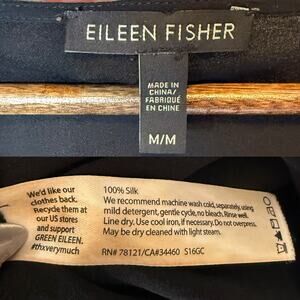 EILEEN FISHER
MADE IN
CHINA/
FABRIQUÉ
EN CHINE
M/M
We'd like our
clothes back.
Recycle them at
our US stores
and support
GREEN EILEEN.
#thxverymuch
100% Silk
We recommend machine wash cold, separately, using
mild detergent, gentle cycle, no bleach. Rinse well.
Line dry. Use cool iron, if necessary. Do not overpress.
May be dry cleaned with light steam.
RN# 78121/CA#34460 S16GC